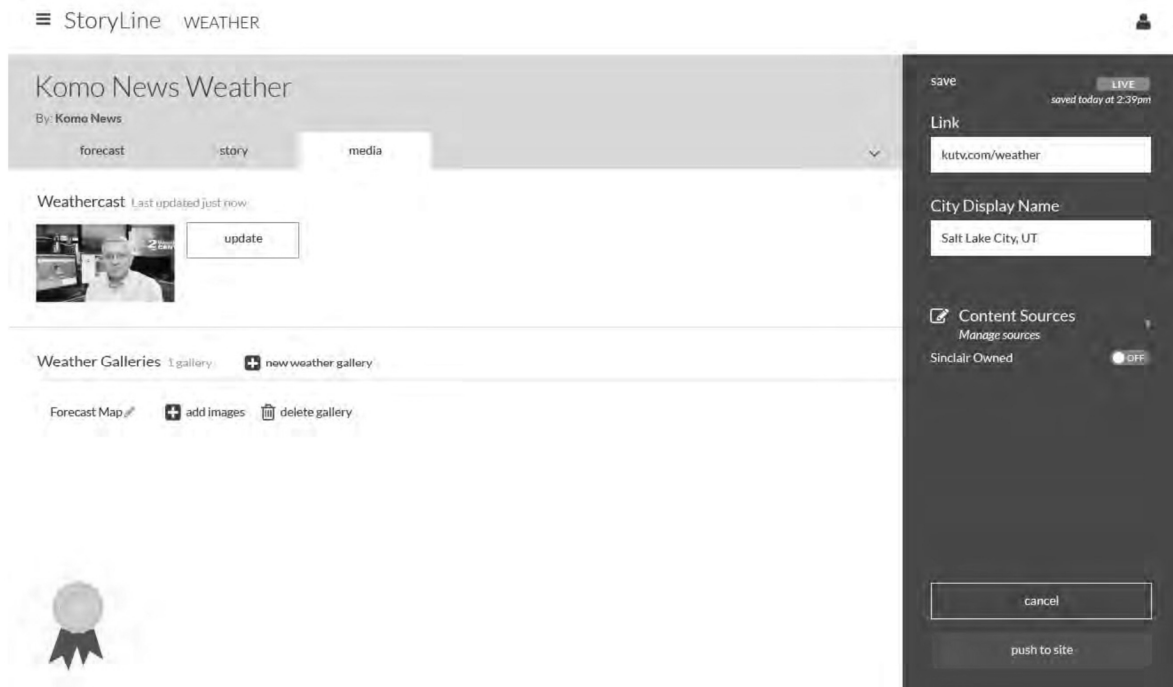 StoryLine WEATHER
Komo News Weather
By: Komo News
forecast story media
Weathercast Last updated just now
2
update
Weather Galleries 1 gallery new weather gallery
Forecast Map add images delete gallery
save LIVE
saved today at 2:39pm
Link
kutv.com/weather
City Display Name
Salt Lake City, UT
Content Sources
Manage sources
Sinclair Owned OFF
cancel
push to site